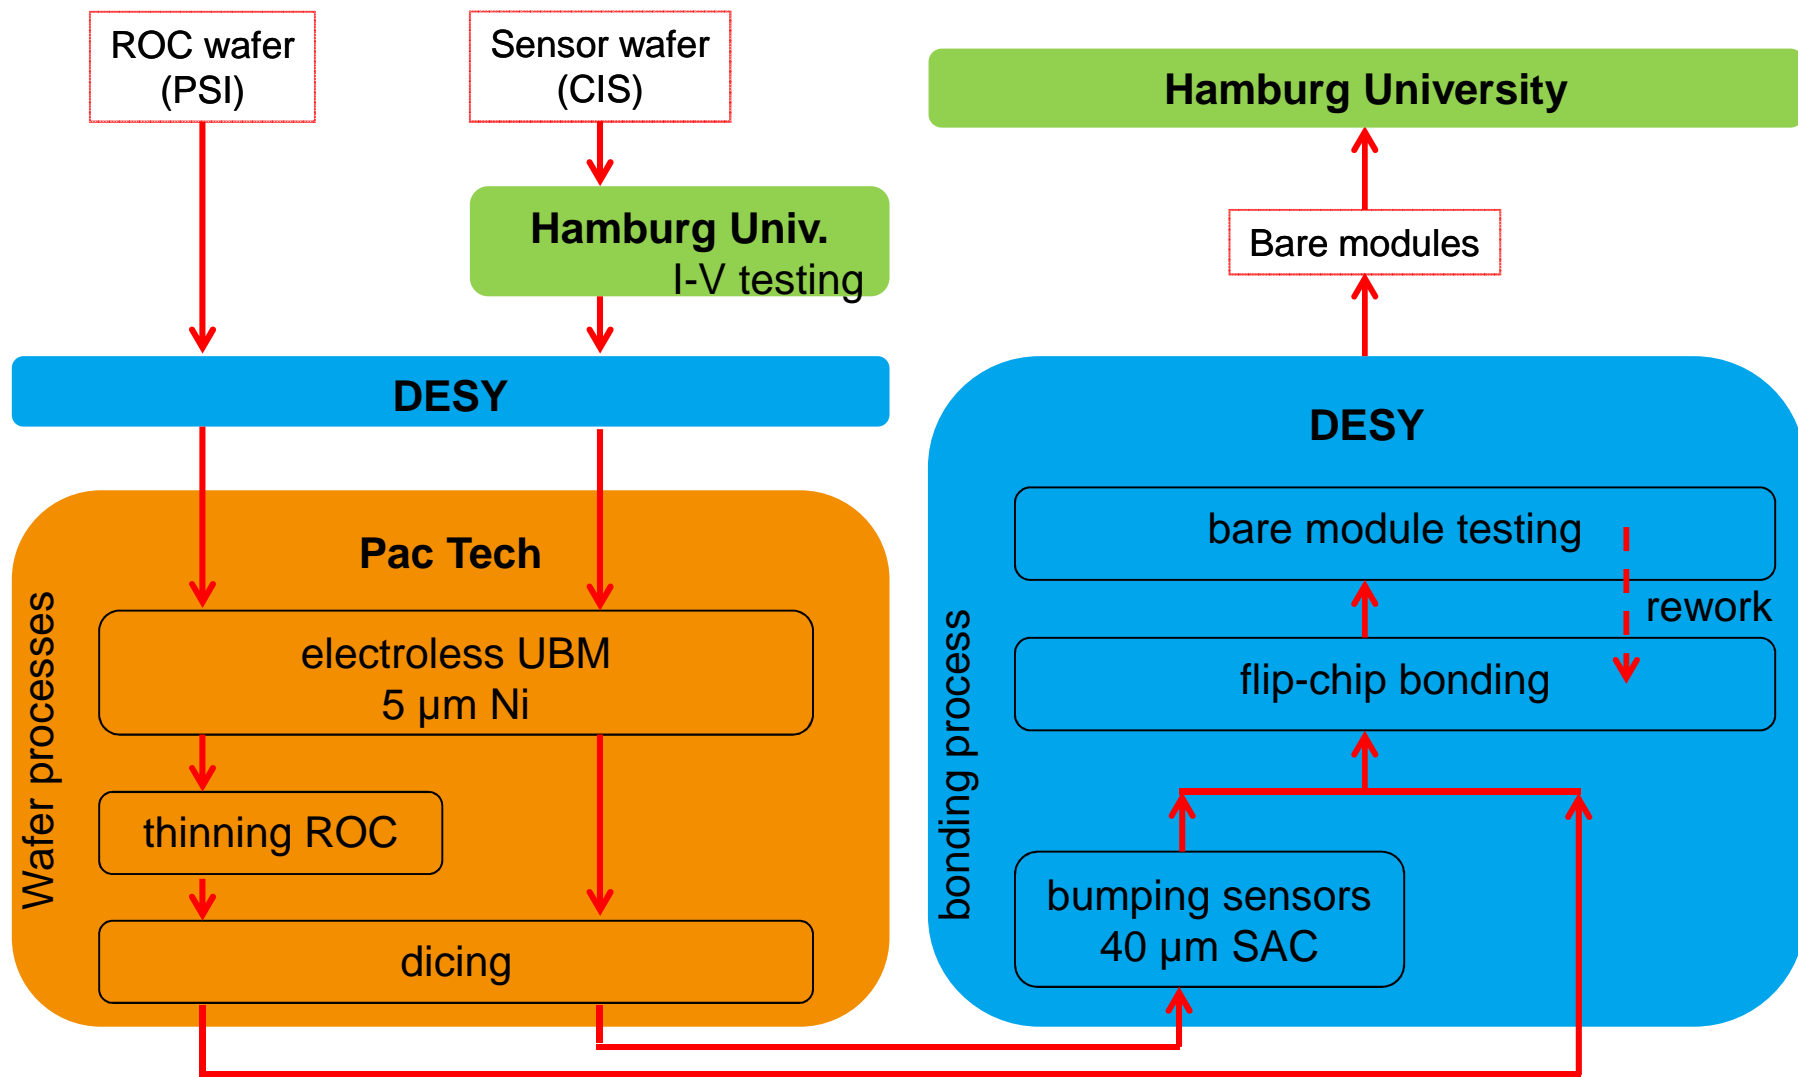 ROC wafer
(PSI)
Sensor wafer
(CIS)
Hamburg Univ.
I-V testing
DESY
Pac Tech
Wafer processes
electroless UBM
5 µm Ni
thinning ROC
dicing
Hamburg University
Bare modules
DESY
bonding process
bare module testing
rework
flip-chip bonding
bumping sensors
40 µm SAC